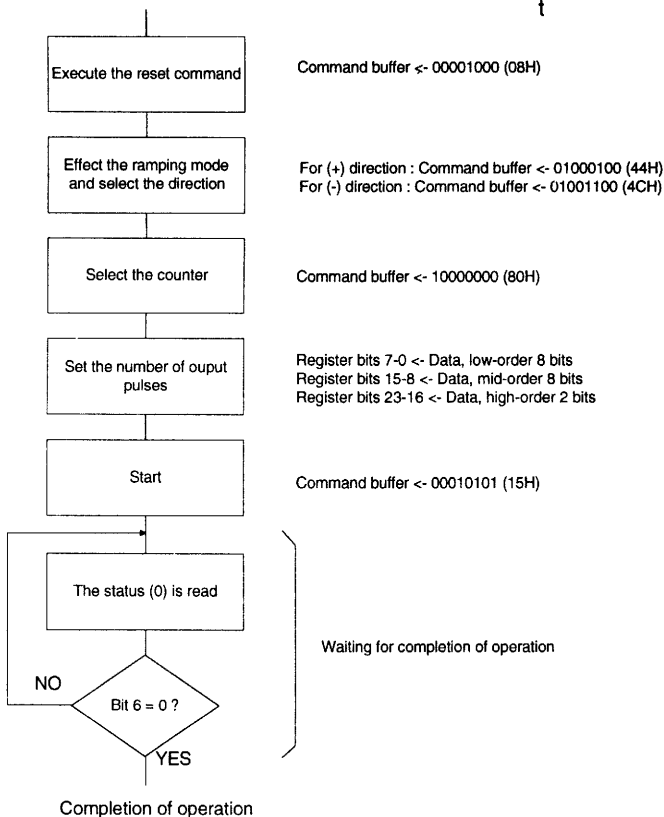 t
Execute the reset command
Command buffer <- 00001000 (08H)
Effect the ramping mode
and select the direction
For (+) direction : Command buffer <- 01000100 (44H)
For (-) direction : Command buffer <- 01001100 (4CH)
Select the counter
Command buffer <- 10000000 (80H)
Set the number of ouput
pulses
Register bits 7-0 <- Data, low-order 8 bits
Register bits 15-8 <- Data, mid-order 8 bits
Register bits 23-16 <- Data, high-order 2 bits
Start
Command buffer <- 00010101 (15H)
The status (0) is read
Waiting for completion of operation
NO
Bit 6 = 0 ?
YES
Completion of operation